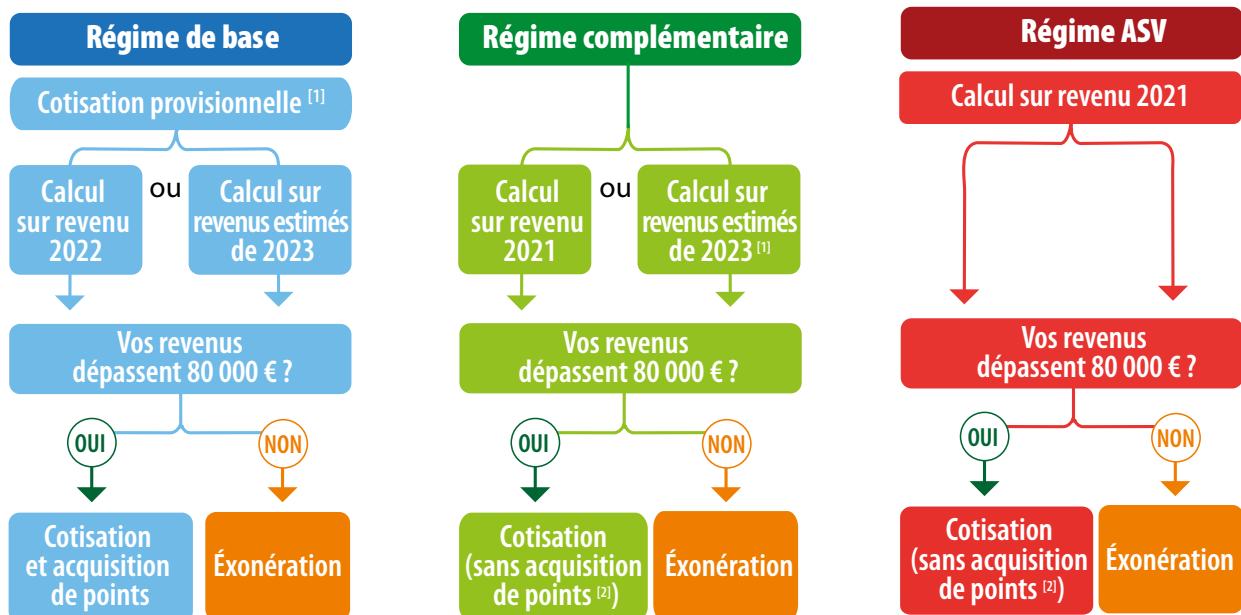 Régime de base
Cotisation provisionnelle [1]
Calcul
sur revenu
2022
ou
Calcul sur
revenus estimés
de 2023
Vos revenus
dépassent 80 000 € ?
OUI
NON
Cotisation
et acquisition
de points
Éxonération
Régime complémentaire
Calcul
sur revenu
2021
ou
Calcul sur
revenus estimés
de 2023 [1]
Vos revenus
dépassent 80 000 € ?
OUI
NON
Cotisation
(sans acquisition
de points [2])
Éxonération
Régime ASV
Calcul sur revenu 2021
Vos revenus
dépassent 80 000 € ?
OUI
NON
Cotisation
(sans acquisition
de points [2])
Éxonération